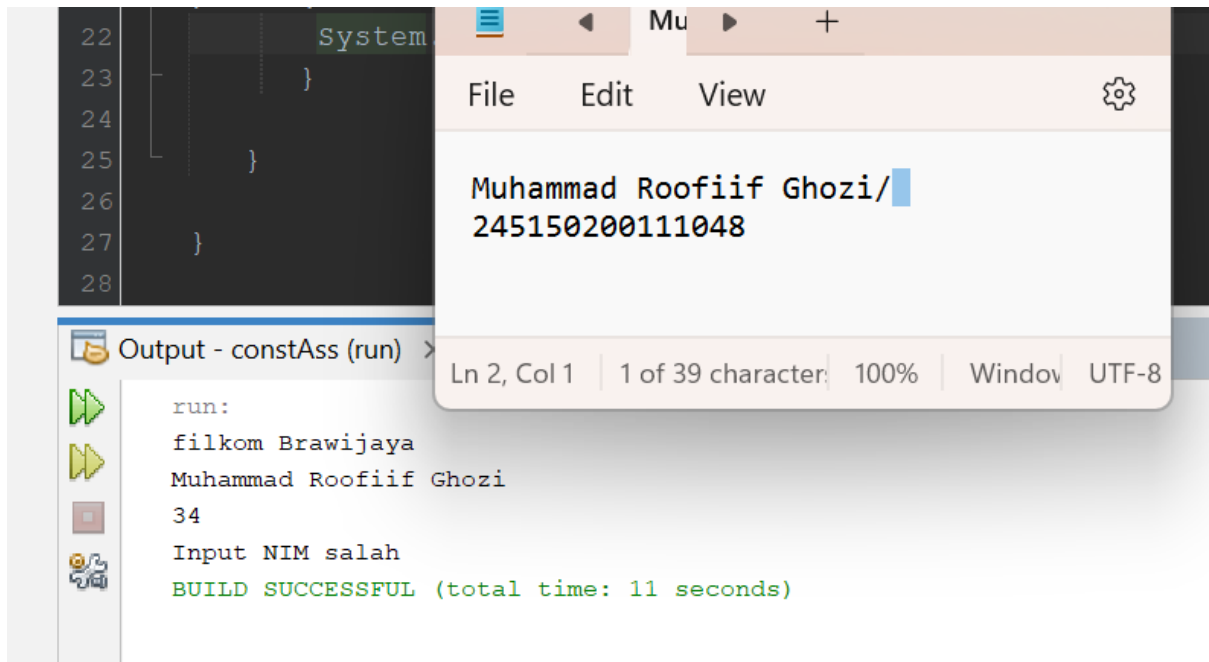 22 System.
23 }
24
25 }
26
27 }
28
Mu
File Edit View
Muhammad Roofiif Ghozi/
245150200111048
Ln 2, Col 1 1 of 39 character 100% Window UTF-8
Output - constAss (run)
run:
filkom Brawijaya
Muhammad Roofiif Ghozi
34
Input NIM salah
BUILD SUCCESSFUL (total time: 11 seconds)